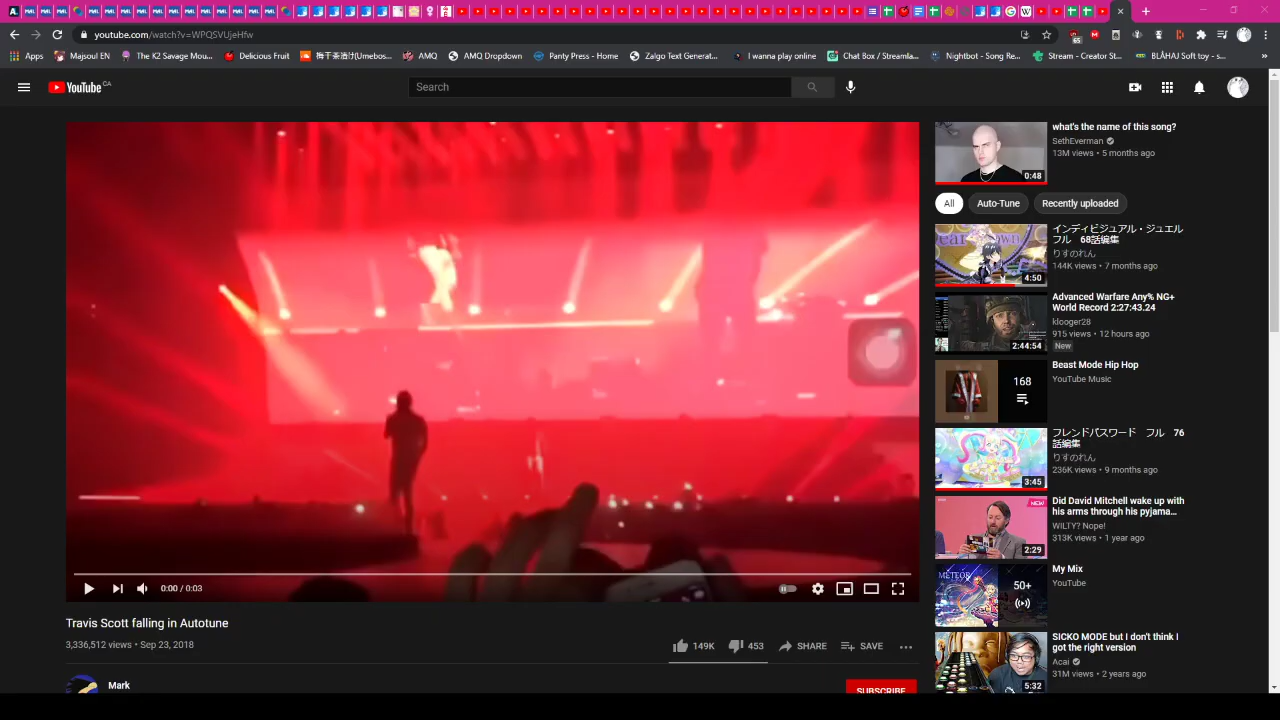 youtube.com/watch?v=WPQSVUjeHfw
Apps
Majsoul EN
The K2 Savage Mou...
Delicious Fruit
梅干茶漬け(Umebos...
AMQ
AMQ Dropdown
Panty Press - Home
Zalgo Text Generat...
I wanna play online
Chat Box / Streamla...
Nightbot - Song Re...
Stream - Creator St...
BLÅHAJ Soft toy - s...
YouTube CA
Search
what's the name of this song?
SethEverman
13M views • 5 months ago
0:48
All
Auto-Tune
Recently uploaded
インディビジュアル・ジュエル
フル 68話編集
りすのれん
144K views • 7 months ago
4:50
Advanced Warfare Any% NG+
World Record 2:27:43.24
klooger28
915 views • 12 hours ago
New
2:44:54
Beast Mode Hip Hop
YouTube Music
168
フレンドパスワード フル 76
話編集
りすのれん
236K views • 9 months ago
3:45
Did David Mitchell wake up with
his arms through his pyjama...
WILTY? Nope!
313K views • 1 year ago
NEW
2:29
My Mix
YouTube
METEOR
50+
SICKO MODE but I don't think I
got the right version
Acai
31M views • 2 years ago
5:32
0:00 / 0:03
Travis Scott falling in Autotune
3,336,512 views • Sep 23, 2018
149K
453
SHARE
SAVE
Mark
SUBSCRIBE